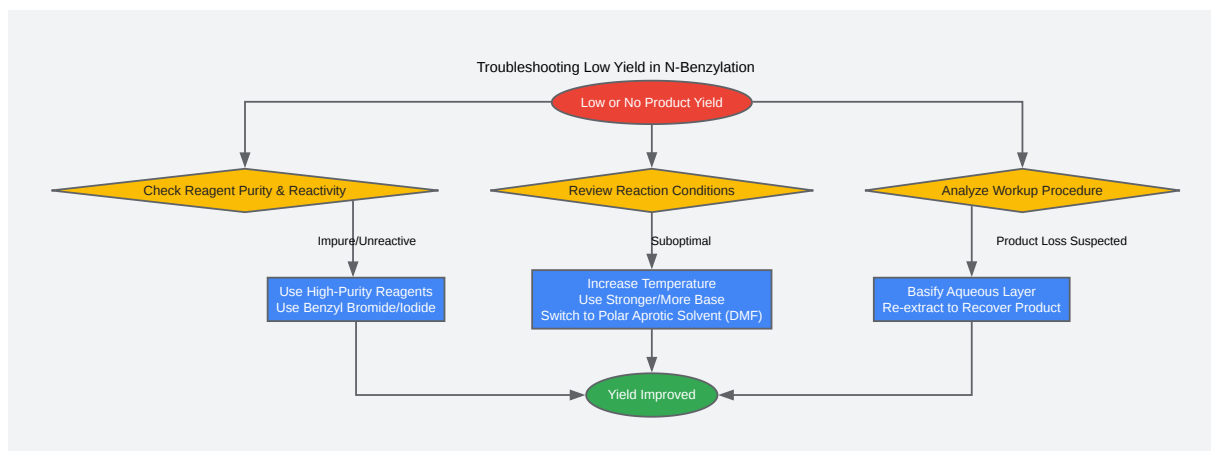 Troubleshooting Low Yield in N-Benzylation
Low or No Product Yield
Check Reagent Purity & Reactivity
Review Reaction Conditions
Analyze Workup Procedure
Impure/Unreactive
Suboptimal
Product Loss Suspected
Use High-Purity Reagents
Use Benzyl Bromide/Iodide
Increase Temperature
Use Stronger/More Base
Switch to Polar Aprotic Solvent (DMF)
Basify Aqueous Layer
Re-extract to Recover Product
Yield Improved